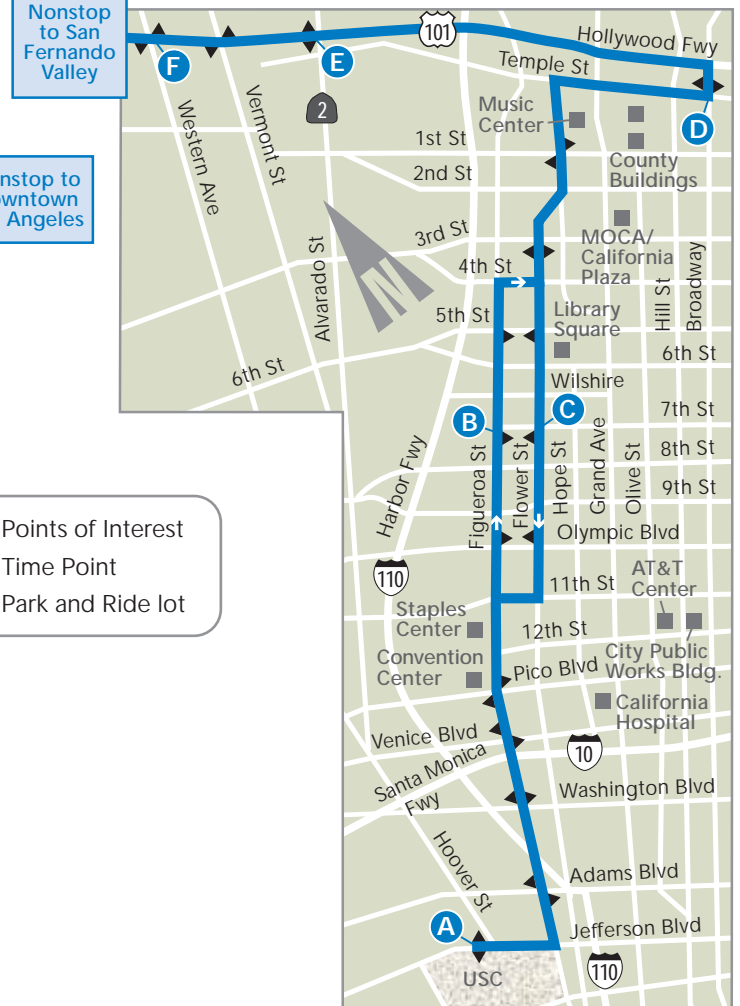 Nonstop
to San
Fernando
Valley
F
E
101
Hollywood Fwy
Temple St
D
2
Western Ave
Vermont St
Music
Center
1st St
2nd St
County
Buildings
nstop to
owntown
Angeles
Alvarado St
N
3rd St
4th St
MOCA/
California
Plaza
Hill St
Broadway
5th St
Library
Square
6th St
6th St
Wilshire
B
C
7th St
8th St
9th St
Harbor Fwy
Figueroa St
Flower St
Hope St
Grand Ave
Olive St
Olympic Blvd
Points of Interest
Time Point
Park and Ride lot
110
11th St
AT&T
Center
Staples
Center
12th St
Convention
Center
Pico Blvd
City Public
Works Bldg.
California
Hospital
Venice Blvd
10
Santa Monica
Fwy
Washington Blvd
Hoover St
Adams Blvd
A
Jefferson Blvd
USC
110